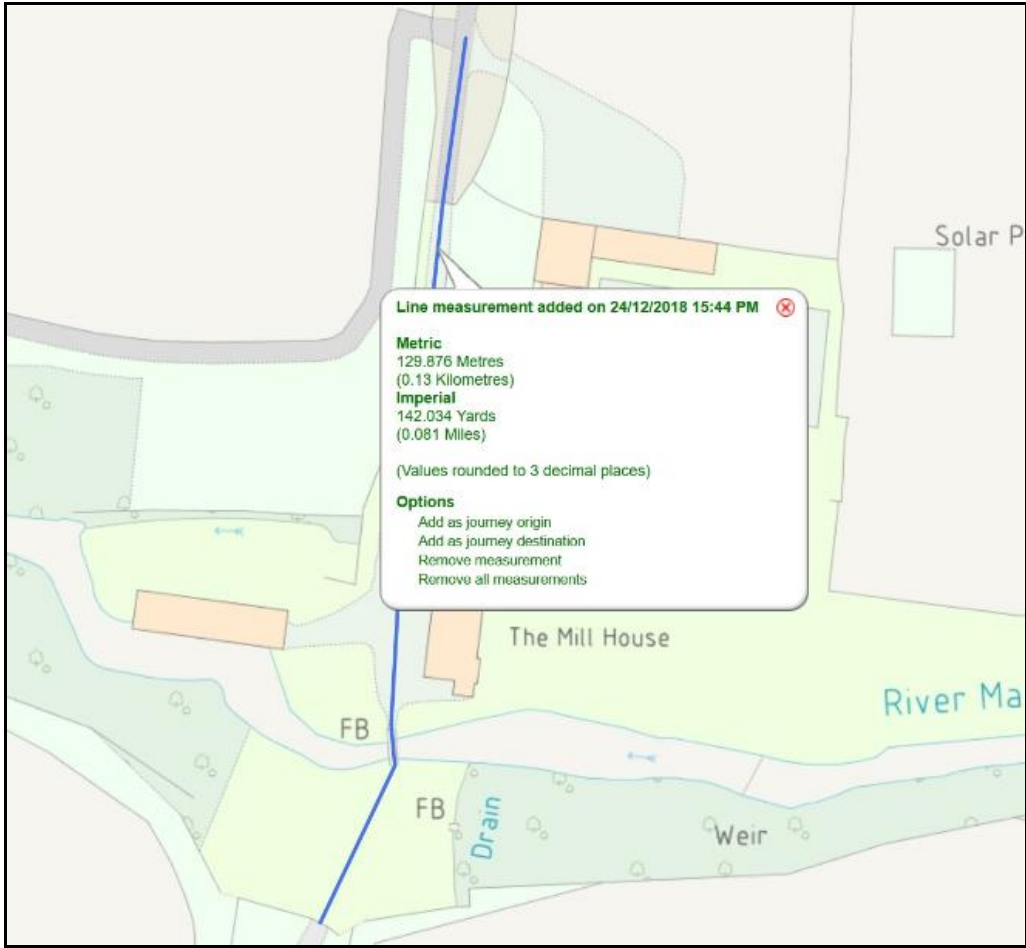 Solar P
Line measurement added on 24/12/2018 15:44 PM
Metric
129.876 Metres
(0.13 Kilometres)
Imperial
142.034 Yards
(0.081 Miles)
(Values rounded to 3 decimal places)
Options
Add as journey origin
Add as journey destination
Remove measurement
Remove all measurements
The Mill House
River Ma
FB
FB
Drain
Weir